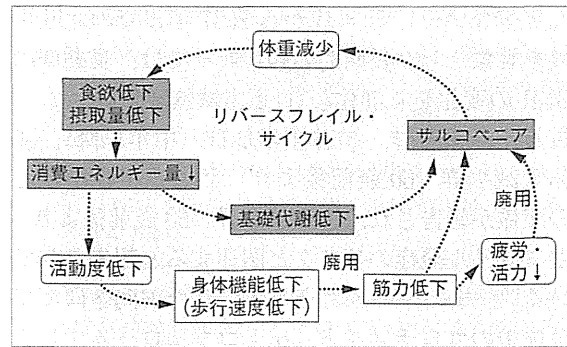 体重減少
食欲低下
摂取量低下
リバースフレイル・
サイクル
サルコペニア
消費エネルギー量↓
基礎代謝低下
廃用
活動度低下
身体機能低下
(歩行速度低下)
廃用
筋力低下
疲労・
活力↓